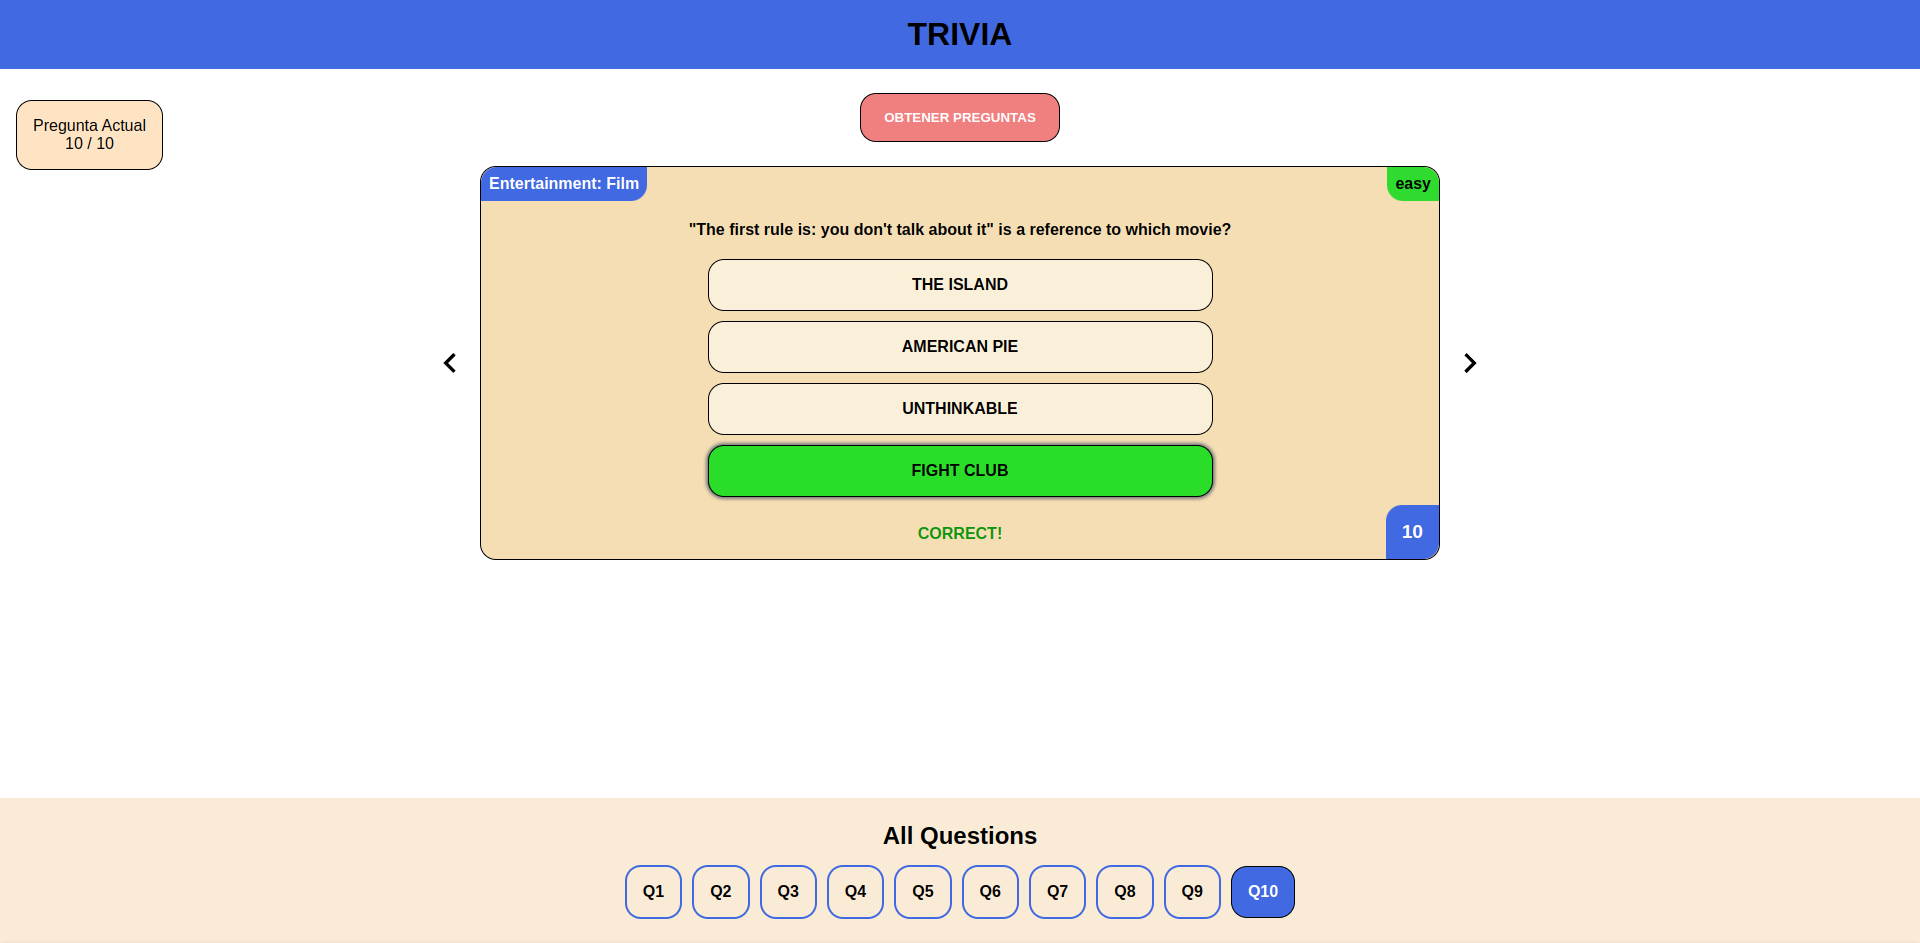 TRIVIA
OBTENER PREGUNTAS
Pregunta Actual
10 / 10
Entertainment: Film
easy
"The first rule is: you don't talk about it" is a reference to which movie?
THE ISLAND
AMERICAN PIE
UNTHINKABLE
FIGHT CLUB
CORRECT!
10
All Questions
Q1 Q2 Q3 Q4 Q5 Q6 Q7 Q8 Q9 Q10